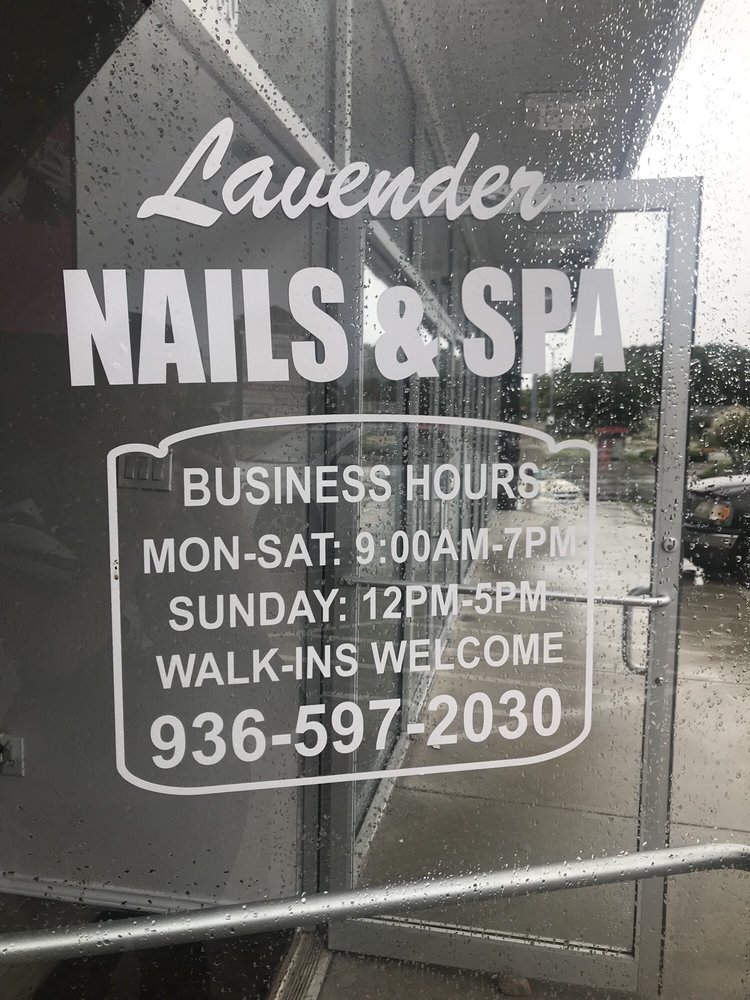 Lavender
NAILS & SPA
BUSINESS HOURS
MON-SAT: 9:00AM-7PM
SUNDAY: 12PM-5PM
WALK-INS WELCOME
936-597-2030